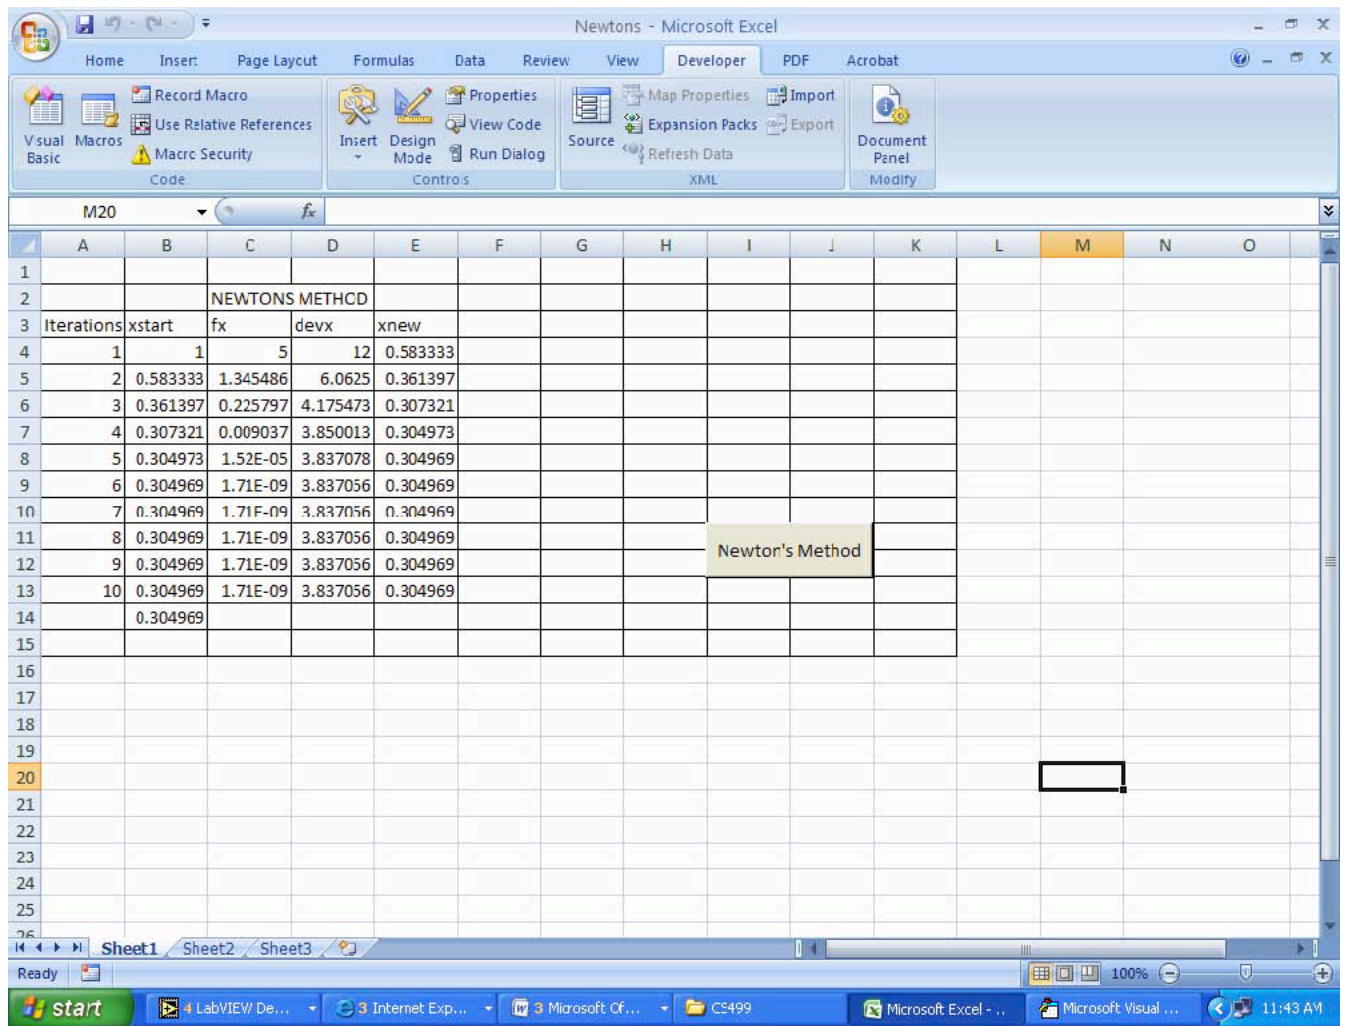 Newtons - Microsoft Excel
Home Insert Page Layout Formulas Data Review View Developer PDF Acrobat
Visual Basic
Macros
Record Macro
Use Relative References
Macro Security
Code
Insert
Design Mode
Properties
View Code
Run Dialog
Controls
Source
Map Properties
Expansion Packs
Refresh Data
Import
Export
XML
Document Panel
Modify
M20 fx
A B C D E F G H I J K L M N O
1
2 NEWTONS METHOD
3 Iterations xstart fx devx xnew
4 1 1 5 12 0.583333
5 2 0.583333 1.345486 6.0625 0.361397
6 3 0.361397 0.225797 4.175473 0.307321
7 4 0.307321 0.009037 3.850013 0.304973
8 5 0.304973 1.52E-05 3.837078 0.304969
9 6 0.304969 1.71E-09 3.837056 0.304969
10 7 0.304969 1.71E-09 3.837056 0.304969
11 8 0.304969 1.71E-09 3.837056 0.304969
12 9 0.304969 1.71E-09 3.837056 0.304969
13 10 0.304969 1.71E-09 3.837056 0.304969
14 0.304969
Newton's Method
15
16
17
18
19
20
21
22
23
24
25
26
Sheet1 Sheet2 Sheet3
Ready 100%
start 4 LabVIEW De... 3 Internet Exp... 3 Microsoft Of... CS499 Microsoft Excel - .. Microsoft Visual ... 11:43 AM